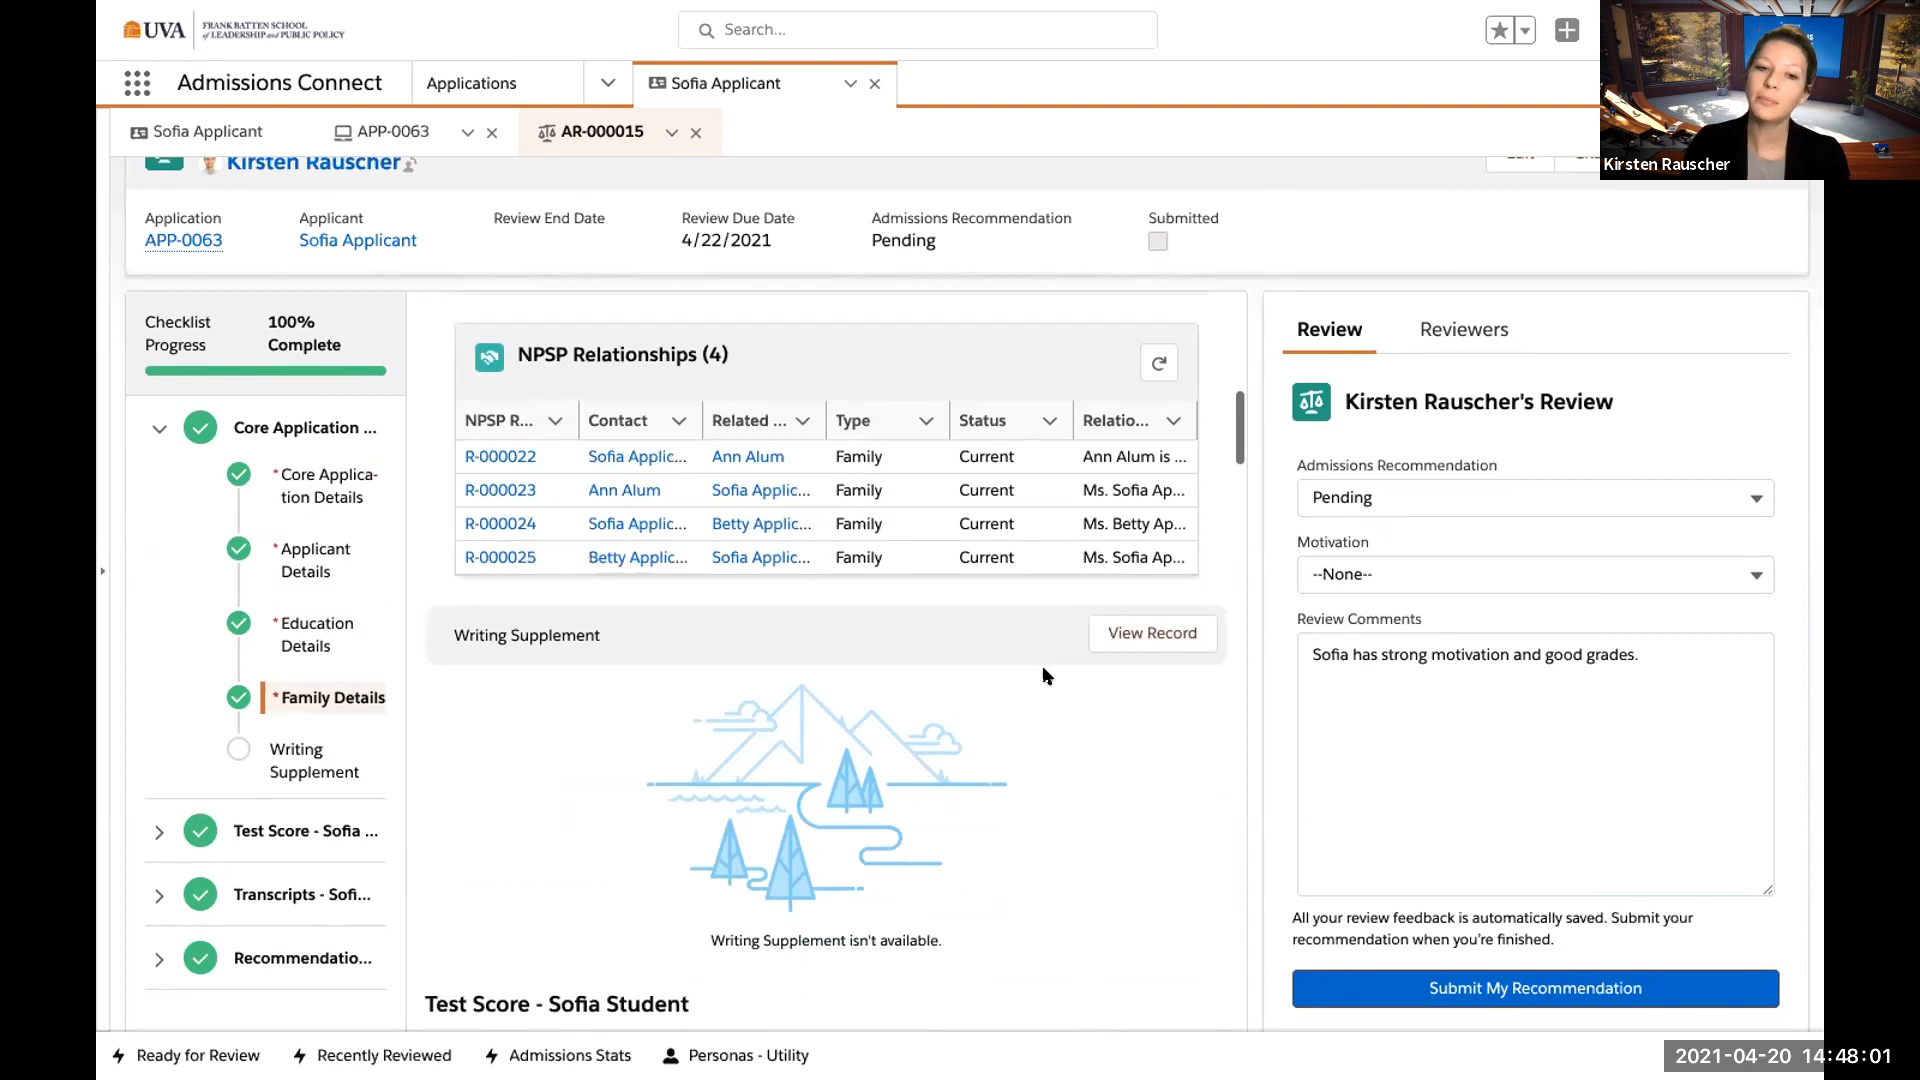 UVA
FRANK BATTEN SCHOOL
of LEADERSHIP and PUBLIC POLICY
Search...
Admissions Connect
Applications
Sofia Applicant
Sofia Applicant
APP-0063
AR-000015
Kirsten Rauscher
Kirsten Rauscher
Application
APP-0063
Applicant
Sofia Applicant
Review End Date
Review Due Date
4/22/2021
Admissions Recommendation
Pending
Submitted
Checklist
Progress
100%
Complete
Core Application ...
*Core Applica-
tion Details
*Applicant
Details
*Education
Details
*Family Details
Writing
Supplement
Test Score - Sofia ...
Transcripts - Sofi...
Recommendatio...
NPSP Relationships (4)
NPSP R... Contact Related ... Type Status Relatio...
R-000022 Sofia Applic... Ann Alum Family Current Ann Alum is ...
R-000023 Ann Alum Sofia Applic... Family Current Ms. Sofia Ap...
R-000024 Sofia Applic... Betty Applic... Family Current Ms. Betty Ap...
R-000025 Betty Applic... Sofia Applic... Family Current Ms. Sofia Ap...
Writing Supplement
View Record
Writing Supplement isn't available.
Test Score - Sofia Student
Review
Reviewers
Kirsten Rauscher's Review
Admissions Recommendation
Pending
Motivation
--None--
Review Comments
Sofia has strong motivation and good grades.
All your review feedback is automatically saved. Submit your
recommendation when you're finished.
Submit My Recommendation
Ready for Review
Recently Reviewed
Admissions Stats
Personas - Utility
2021-04-20 14:48:01